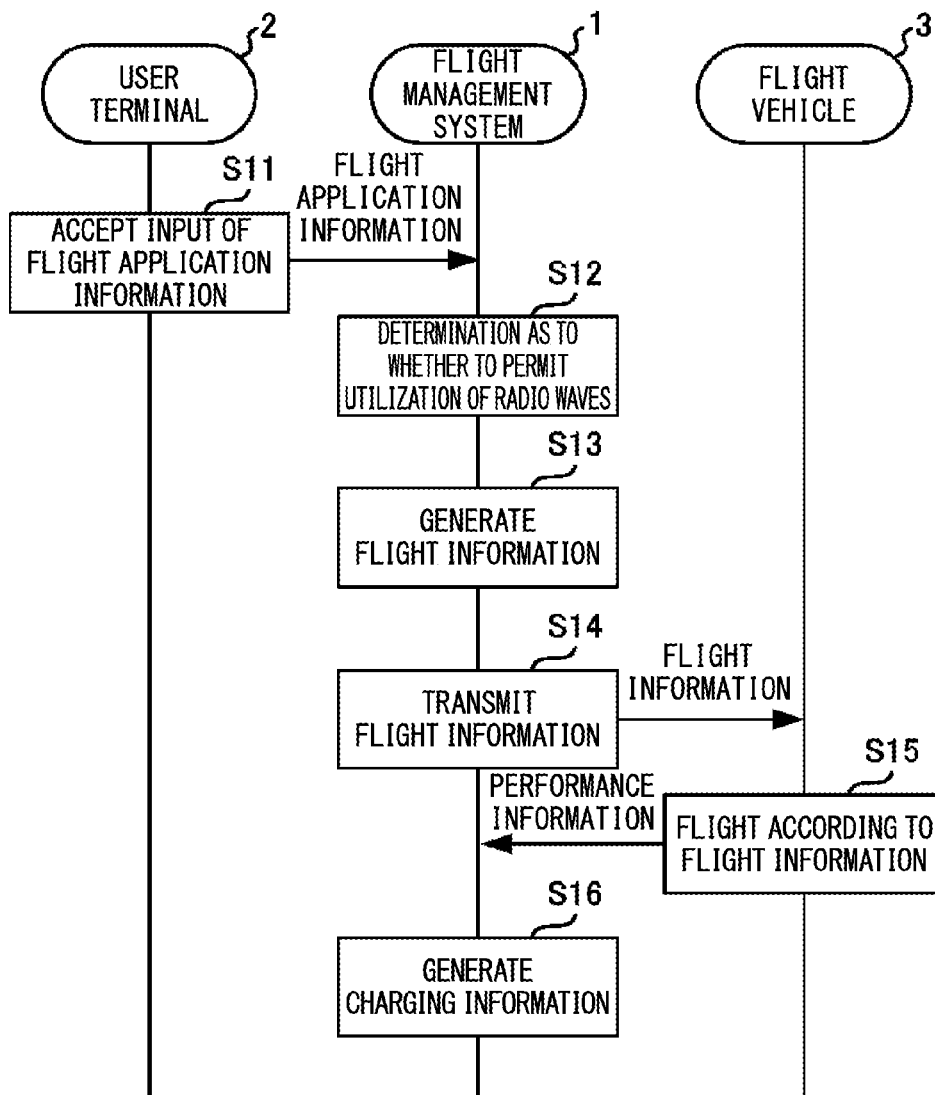 2
1
3
USER
TERMINAL
FLIGHT
MANAGEMENT
SYSTEM
FLIGHT
VEHICLE
S11
FLIGHT
APPLICATION
INFORMATION
ACCEPT INPUT OF
FLIGHT APPLICATION
INFORMATION
S12
DETERMINATION AS TO
WHETHER TO PERMIT
UTILIZATION OF RADIO WAVES
S13
GENERATE
FLIGHT INFORMATION
S14
TRANSMIT
FLIGHT INFORMATION
FLIGHT
INFORMATION
S15
PERFORMANCE
INFORMATION
FLIGHT ACCORDING TO
FLIGHT INFORMATION
S16
GENERATE
CHARGING INFORMATION